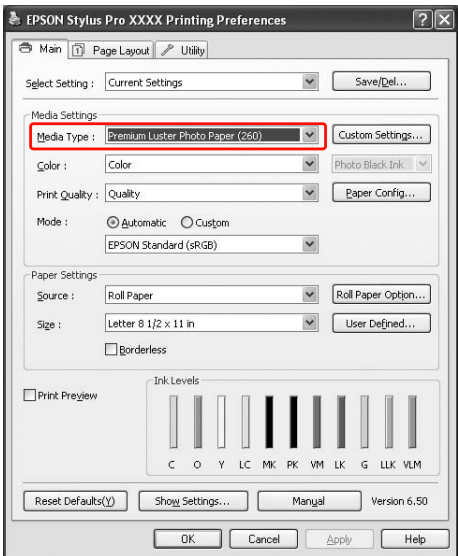 EPSON Stylus Pro XXXX Printing Preferences
Main Page Layout Utility
Select Setting : Current Settings Save/Del...
Media Settings
Media Type : Premium Luster Photo Paper (260) Custom Settings...
Color : Color Photo Black Ink
Print Quality : Quality Paper Config...
Mode : Automatic Custom
EPSON Standard (sRGB)
Paper Settings
Source : Roll Paper Roll Paper Option...
Size : Letter 8 1/2 x 11 in User Defined...
Borderless
Print Preview Ink Levels
C O Y LC MK PK VM LK G LLK VLM
Reset Defaults(Y) Show Settings... Manual Version 6.50
OK Cancel Apply Help